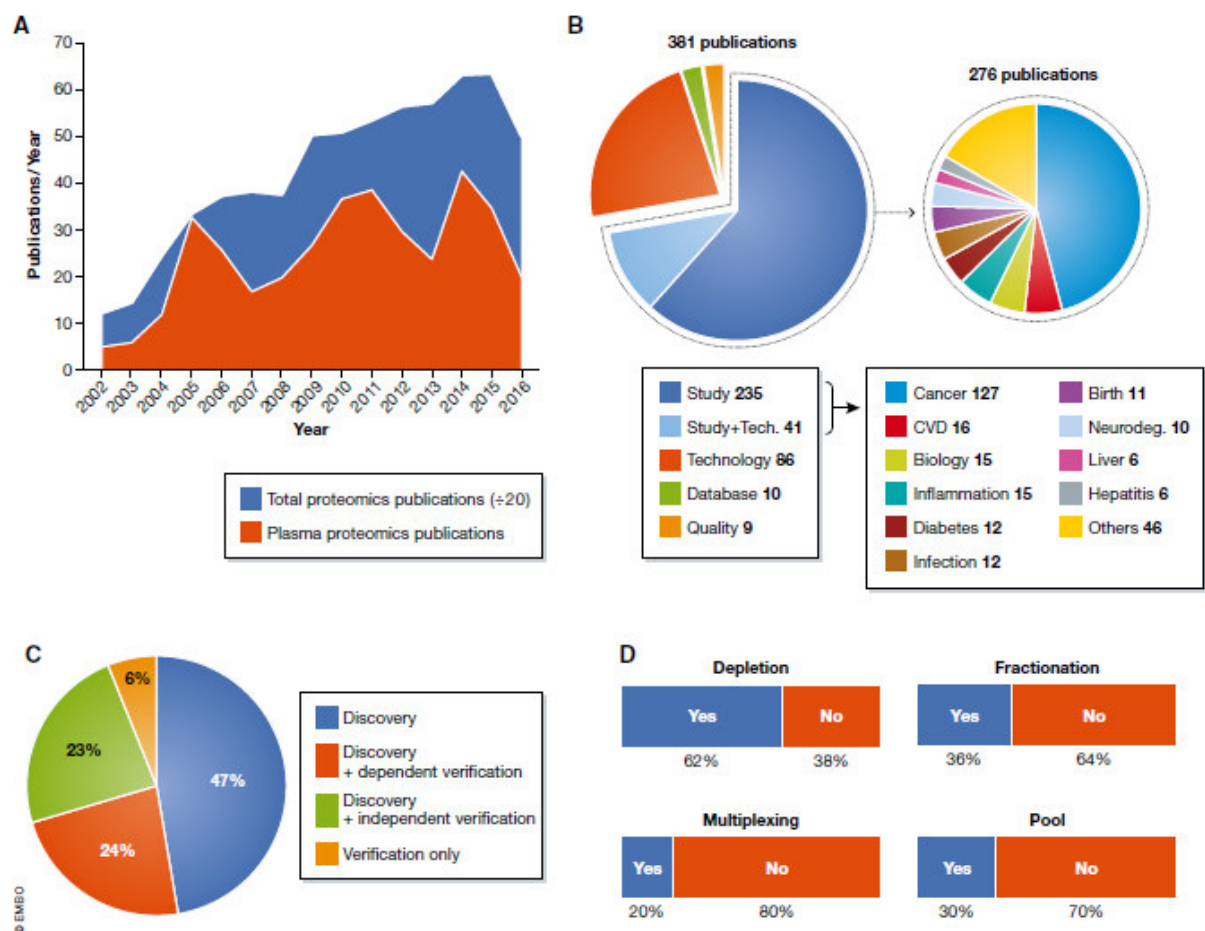 A
70
60
50
40
30
20
10
0
Publications/Year
2002 2003 2004 2005 2006 2007 2008 2009 2010 2011 2012 2013 2014 2015 2016
Year
Total proteomics publications (÷20)
Plasma proteomics publications
B
381 publications
276 publications
Study 235
Study+Tech. 41
Technology 86
Database 10
Quality 9
Cancer 127
CVD 16
Biology 15
Inflammation 15
Diabetes 12
Infection 12
Birth 11
Neurodeg. 10
Liver 6
Hepatitis 6
Others 46
C
6%
23%
47%
24%
Discovery
Discovery
+ dependent verification
Discovery
+ independent verification
Verification only
D
Depletion
Yes No
62% 38%
Fractionation
Yes No
36% 64%
Multiplexing
Yes No
20% 80%
Pool
Yes No
30% 70%
© EMBO